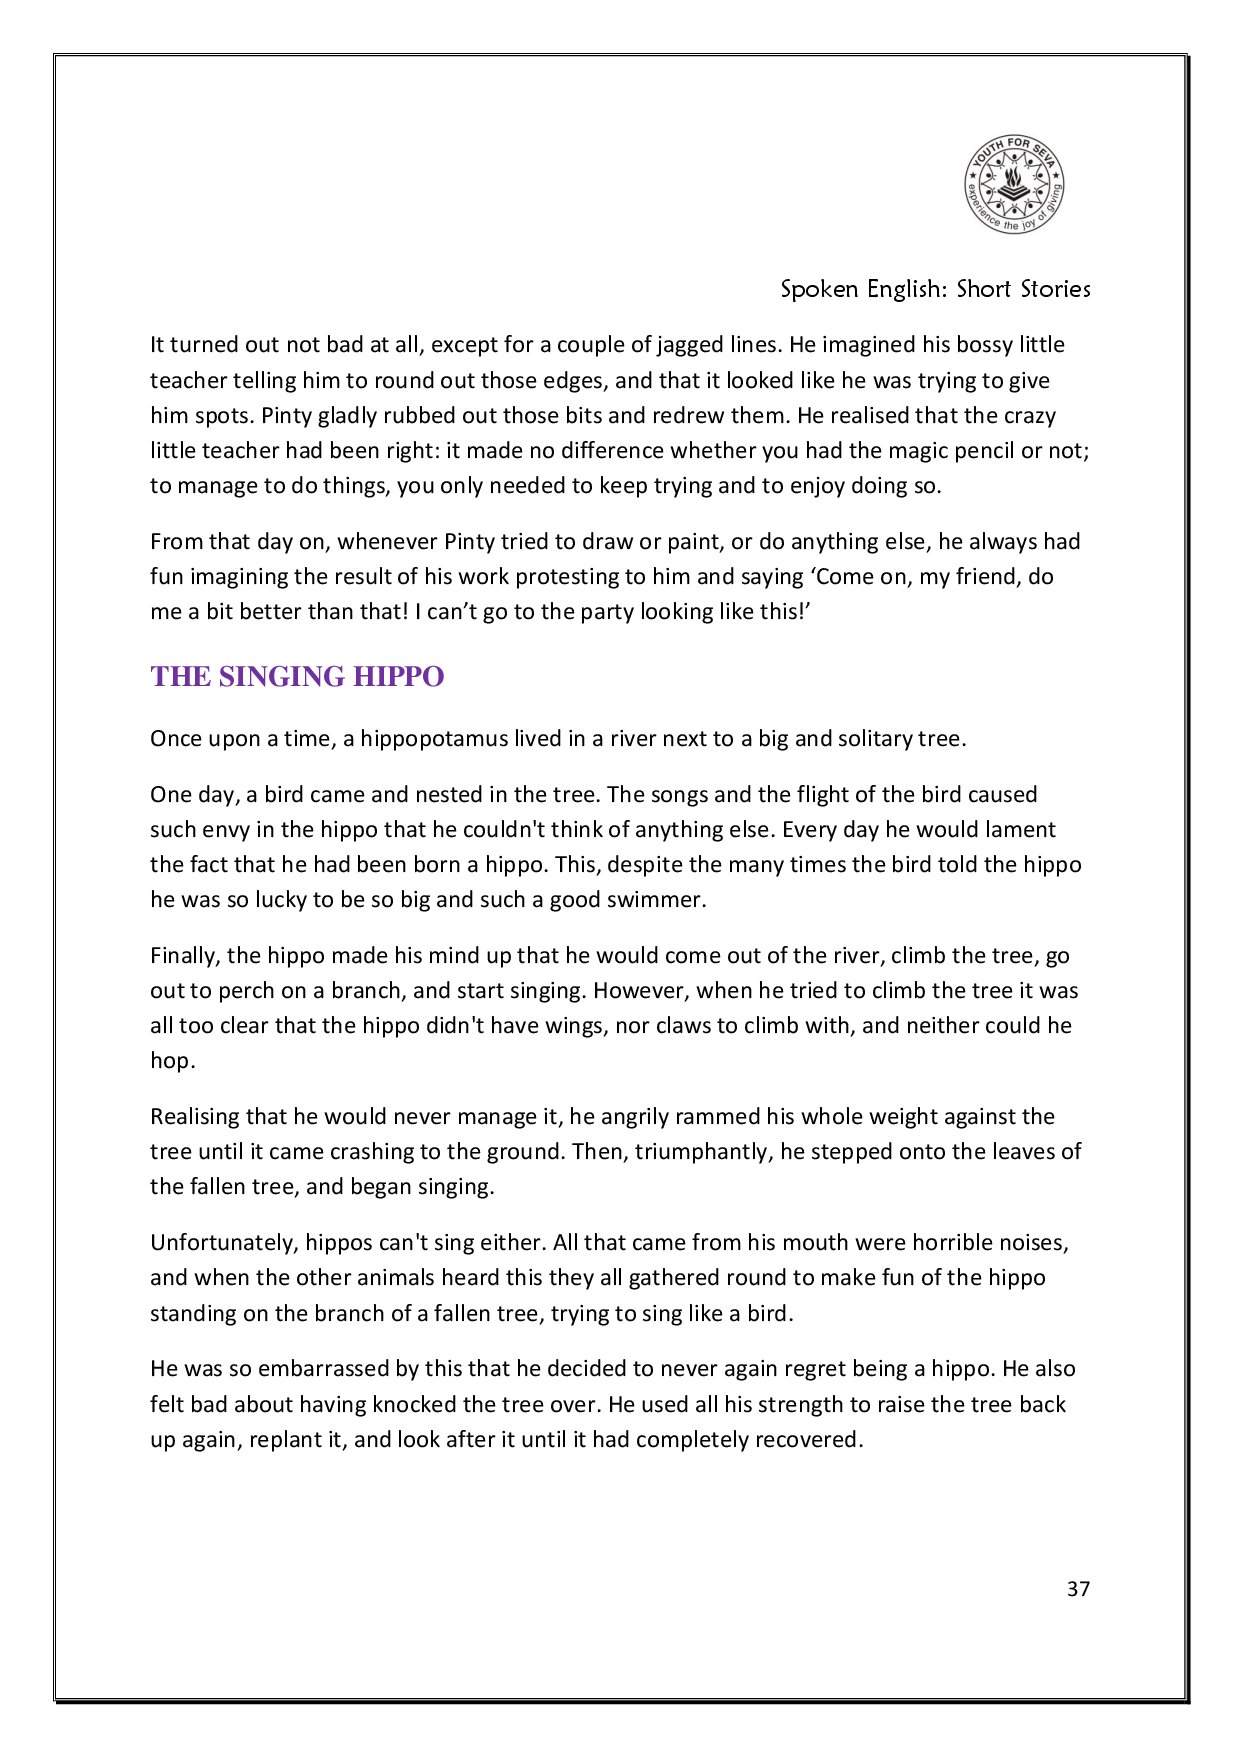 YOUTH FOR SEVA
experience the joy of giving
Spoken English: Short Stories
It turned out not bad at all, except for a couple of jagged lines. He imagined his bossy little
teacher telling him to round out those edges, and that it looked like he was trying to give
him spots. Pinty gladly rubbed out those bits and redrew them. He realised that the crazy
little teacher had been right: it made no difference whether you had the magic pencil or not;
to manage to do things, you only needed to keep trying and to enjoy doing so.
From that day on, whenever Pinty tried to draw or paint, or do anything else, he always had
fun imagining the result of his work protesting to him and saying ‘Come on, my friend, do
me a bit better than that! I can’t go to the party looking like this!’
THE SINGING HIPPO
Once upon a time, a hippopotamus lived in a river next to a big and solitary tree.
One day, a bird came and nested in the tree. The songs and the flight of the bird caused
such envy in the hippo that he couldn't think of anything else. Every day he would lament
the fact that he had been born a hippo. This, despite the many times the bird told the hippo
he was so lucky to be so big and such a good swimmer.
Finally, the hippo made his mind up that he would come out of the river, climb the tree, go
out to perch on a branch, and start singing. However, when he tried to climb the tree it was
all too clear that the hippo didn't have wings, nor claws to climb with, and neither could he
hop.
Realising that he would never manage it, he angrily rammed his whole weight against the
tree until it came crashing to the ground. Then, triumphantly, he stepped onto the leaves of
the fallen tree, and began singing.
Unfortunately, hippos can't sing either. All that came from his mouth were horrible noises,
and when the other animals heard this they all gathered round to make fun of the hippo
standing on the branch of a fallen tree, trying to sing like a bird.
He was so embarrassed by this that he decided to never again regret being a hippo. He also
felt bad about having knocked the tree over. He used all his strength to raise the tree back
up again, replant it, and look after it until it had completely recovered.
37